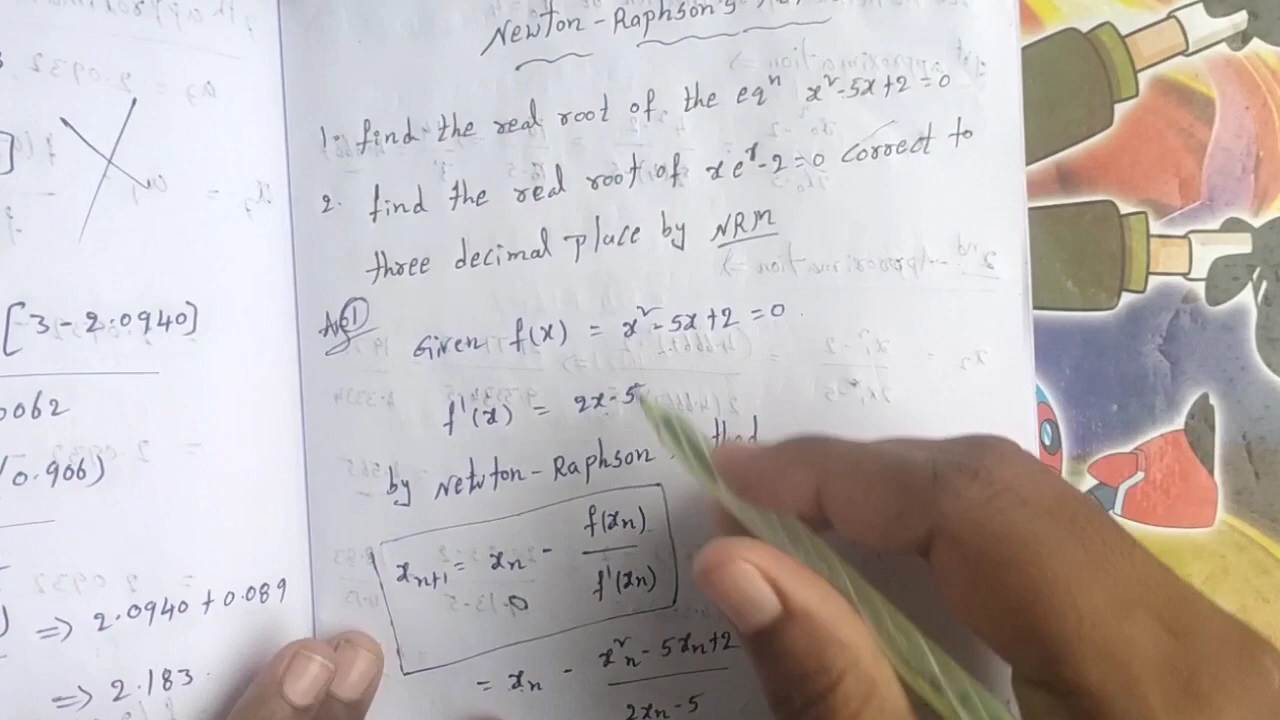 Newton - Raphson's
1. find the real root of the eqⁿ x²-5x+2=0
2. find the real root of xeˣ-2=0 correct to
three decimal place by NRM
Ans 1
Given f(x) = x²-5x+2=0.
f'(x) = 2x-5
by Newton-Raphson
xₙ₊₁ = xₙ - f(xₙ) / f'(xₙ)
= xₙ - x²ₙ - 5xₙ+2 / 2xₙ-5
[3-2.0940]
0062
/0.906)
=> 2.0940 + 0.089
=> 2.183.